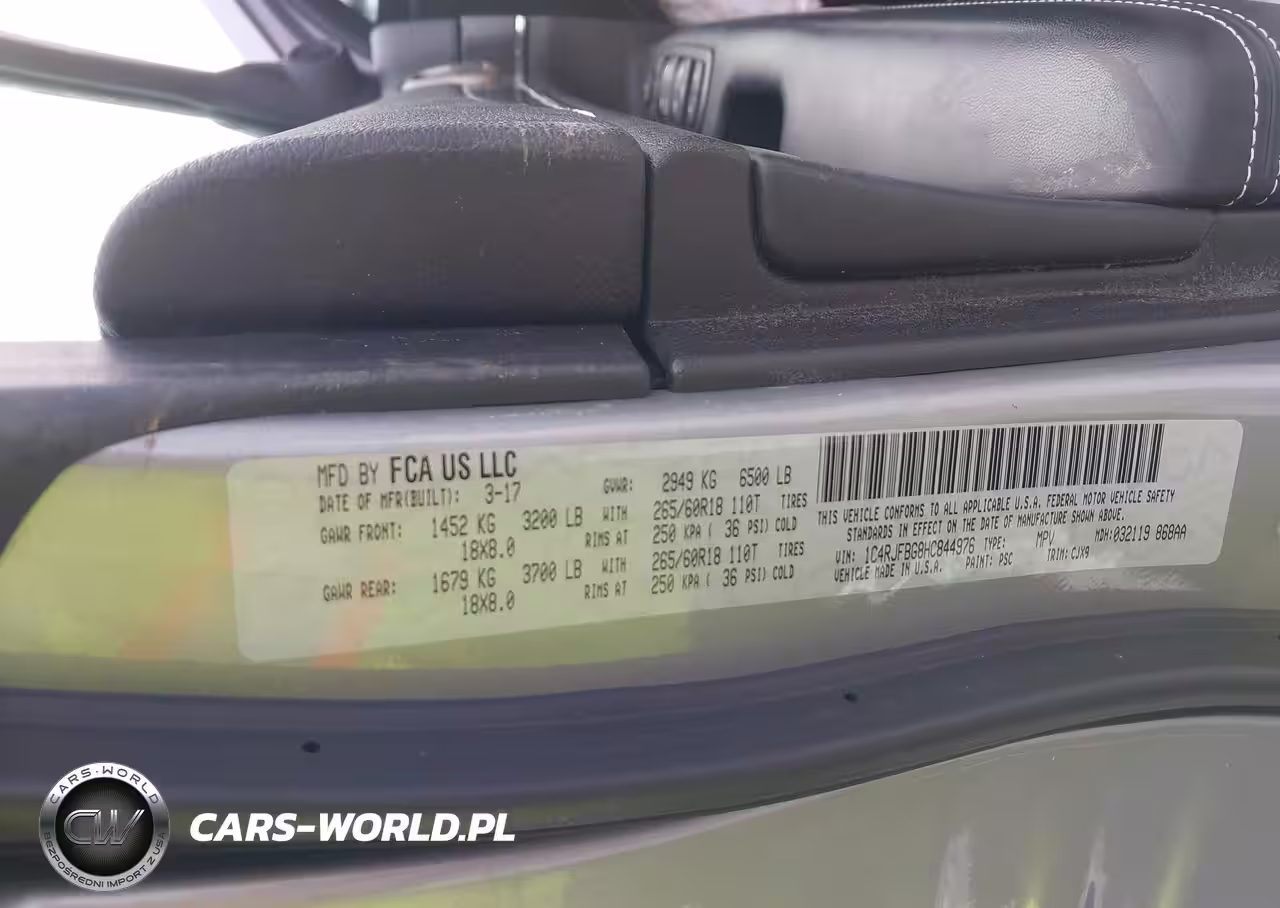 MFD BY FCA US LLC
DATE OF MFR(BUILT): 3-17 GVWR: 2949 KG 6500 LB
GAWR FRONT: 1452 KG 3200 LB WITH 265/60R18 110T TIRES
18X8.0 RIMS AT 250 KPA ( 36 PSI) COLD
GAWR REAR: 1679 KG 3700 LB WITH 265/60R18 110T TIRES
18X8.0 RIMS AT 250 KPA ( 36 PSI) COLD
THIS VEHICLE CONFORMS TO ALL APPLICABLE U.S.A. FEDERAL MOTOR VEHICLE SAFETY
STANDARDS IN EFFECT ON THE DATE OF MANUFACTURE SHOWN ABOVE.
VIN: 1C4RJFBG8HC844976 TYPE: MPV MDH:032119 868AA
VEHICLE MADE IN U.S.A. PAINT: PSC TRIM: CJX9
CARS-WORLD
CW
BEZPOŚREDNI IMPORT Z USA
CARS-WORLD.PL